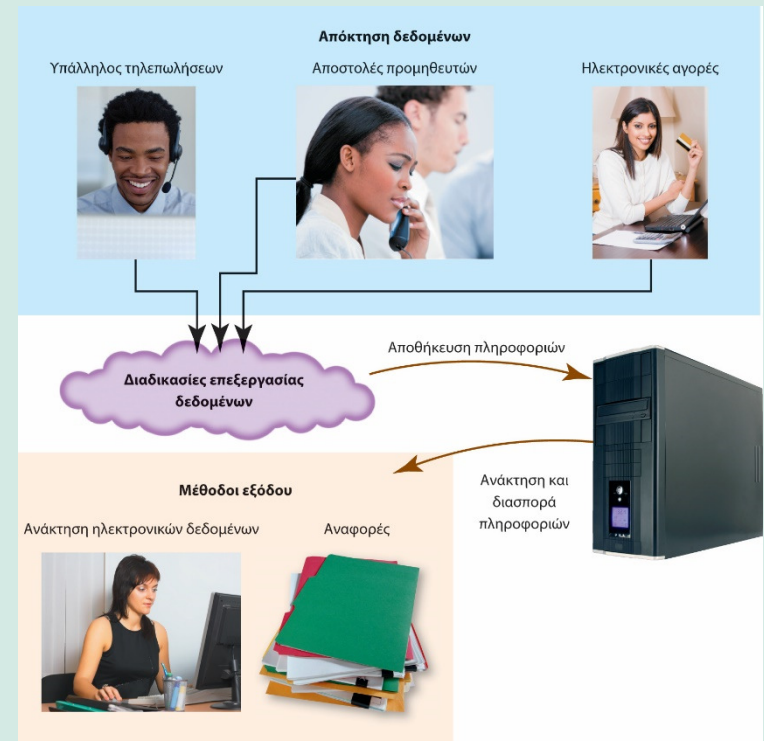 Απόκτηση δεδομένων
Υπάλληλος τηλεπωλήσεων
Αποστολές προμηθευτών
Ηλεκτρονικές αγορές
Αποθήκευση πληροφοριών
Διαδικασίες επεξεργασίας
δεδομένων
Ανάκτηση και
διασπορά
πληροφοριών
Μέθοδοι εξόδου
Ανάκτηση ηλεκτρονικών δεδομένων
Αναφορές